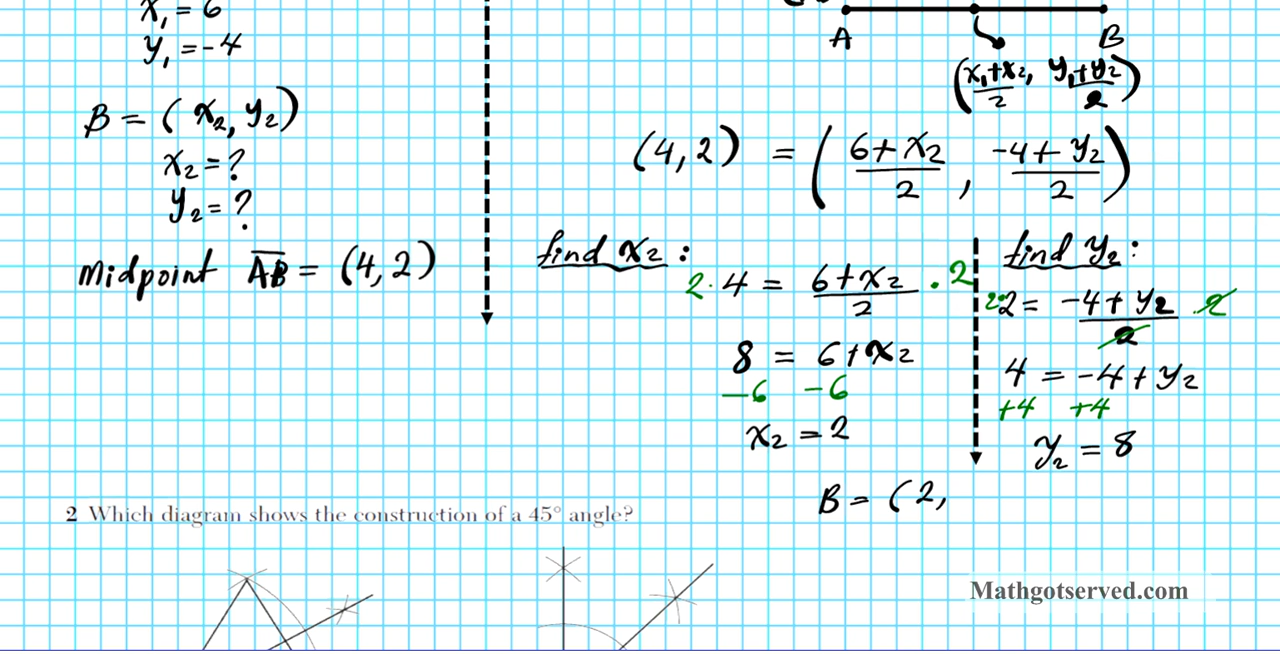 x₁ = 6
y₁ = -4
B = (x₂, y₂)
x₂ = ?
y₂ = ?
Midpoint A̅B̅ = (4,2)
A B
(x₁+x₂/2, y₁+y₂/2)
(4,2) = (6+x₂/2, -4+y₂/2)
find x₂:
2·4 = 6+x₂/2 ·2
8 = 6+x₂
-6 -6
x₂ = 2
find y₂:
2·2 = -4+y₂/2 ·2
4 = -4+y₂
+4 +4
y₂ = 8
B = (2,
2 Which diagram shows the construction of a 45° angle?
Mathgotserved.com